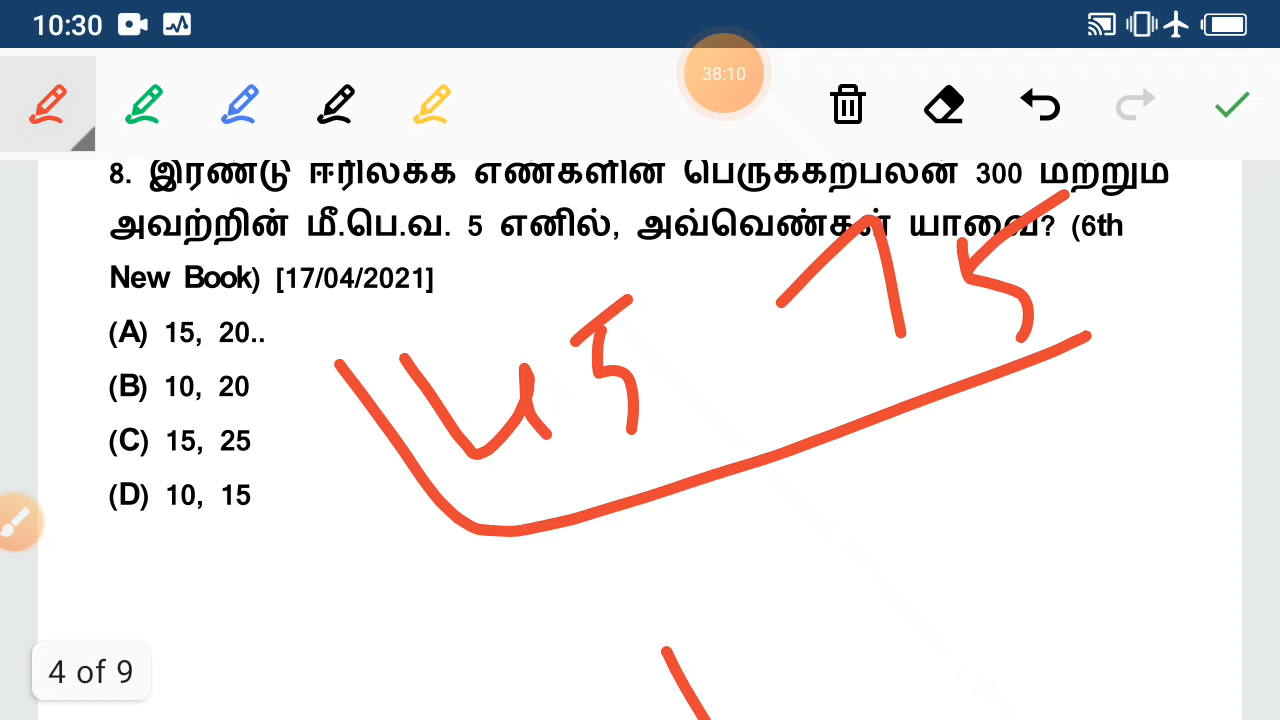 10:30
38:10
8. இரண்டு ஈரிலக்க எண்களின் பெருக்கற்பலன் 300 மற்றும்
அவற்றின் மீ.பெ.வ. 5 எனில், அவ்வெண்கள் யாவை? (6th
New Book) [17/04/2021]
(A) 15, 20..
(B) 10, 20
(C) 15, 25
(D) 10, 15
45 75
4 of 9